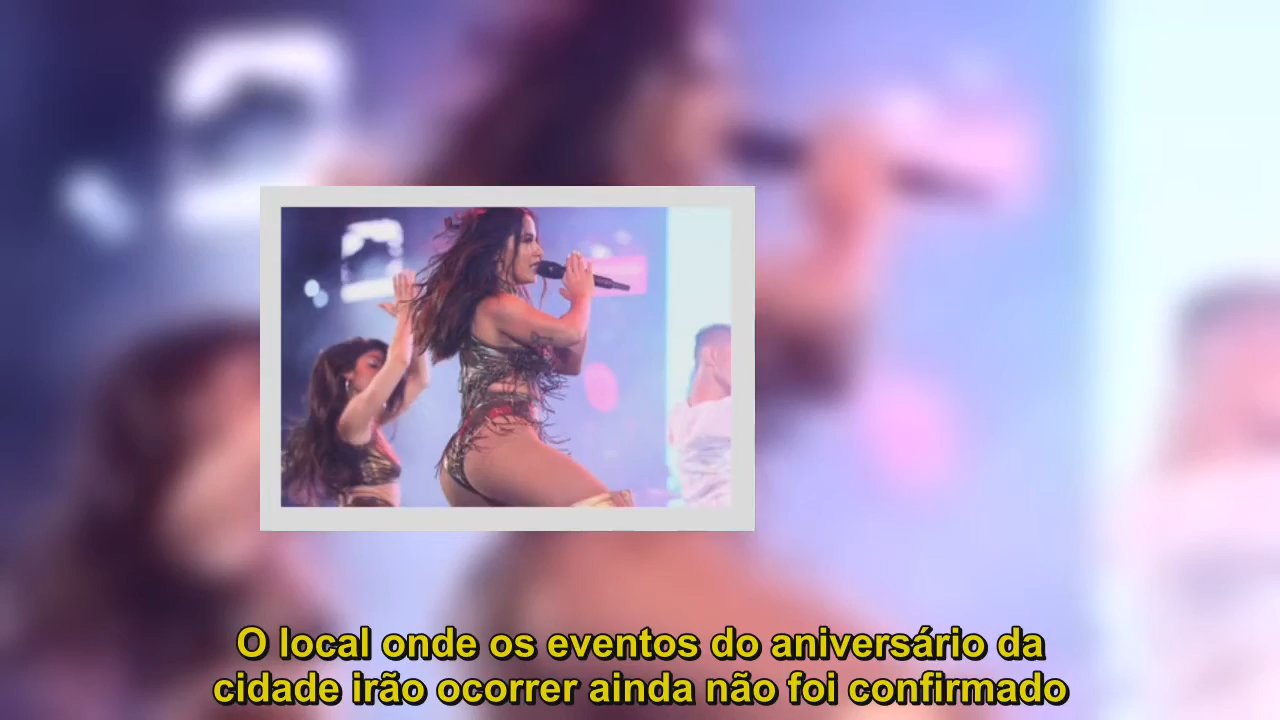 O local onde os eventos do aniversário da
cidade irão ocorrer ainda não foi confirmado